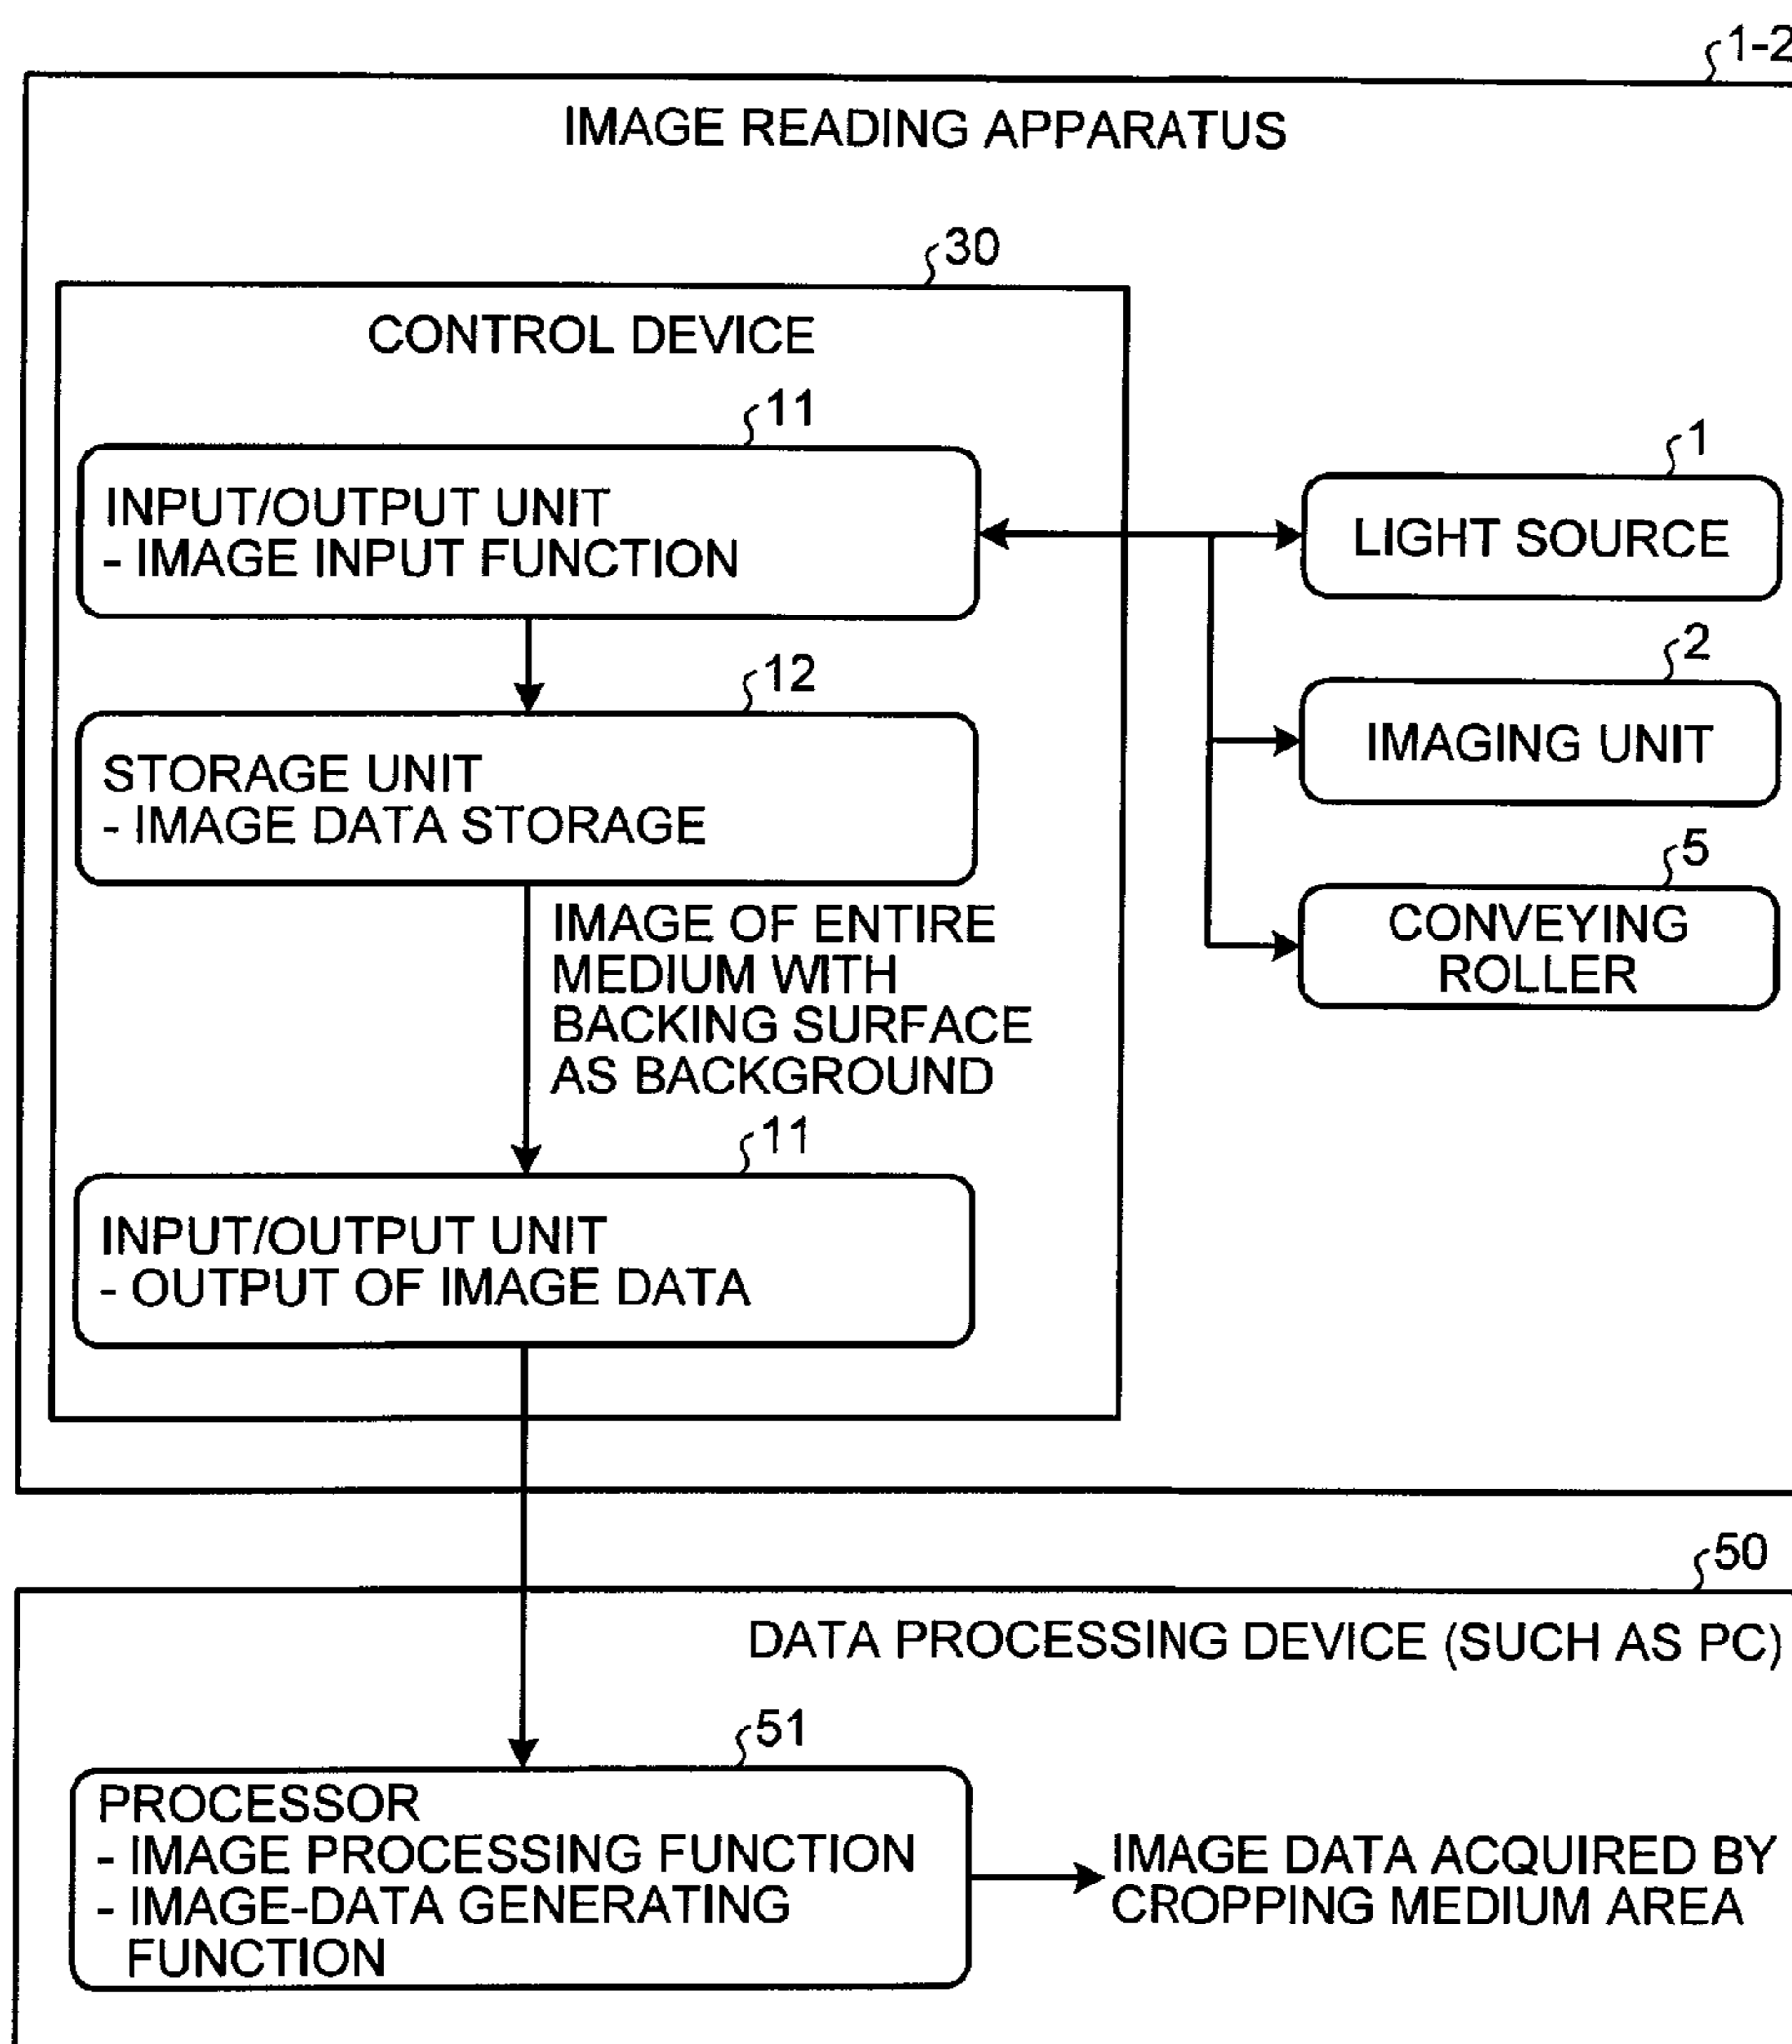 1-2
IMAGE READING APPARATUS
30
CONTROL DEVICE
11
INPUT/OUTPUT UNIT
- IMAGE INPUT FUNCTION
1
LIGHT SOURCE
12
STORAGE UNIT
- IMAGE DATA STORAGE
2
IMAGING UNIT
5
CONVEYING
ROLLER
IMAGE OF ENTIRE
MEDIUM WITH
BACKING SURFACE
AS BACKGROUND
11
INPUT/OUTPUT UNIT
- OUTPUT OF IMAGE DATA
50
DATA PROCESSING DEVICE (SUCH AS PC)
51
PROCESSOR
- IMAGE PROCESSING FUNCTION
- IMAGE-DATA GENERATING
FUNCTION
IMAGE DATA ACQUIRED BY
CROPPING MEDIUM AREA